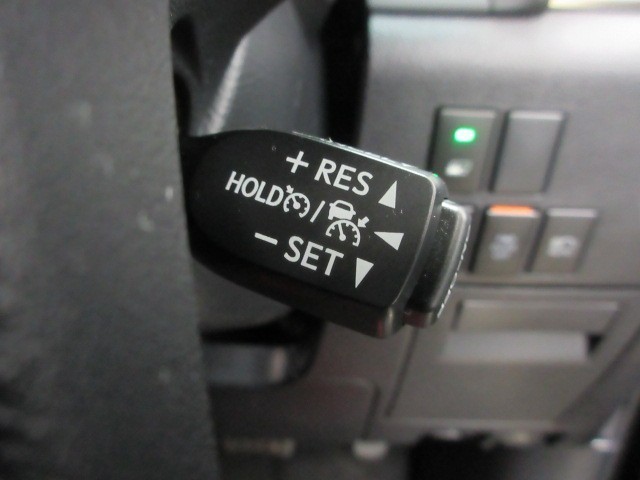 + RES
HOLD /
– SET